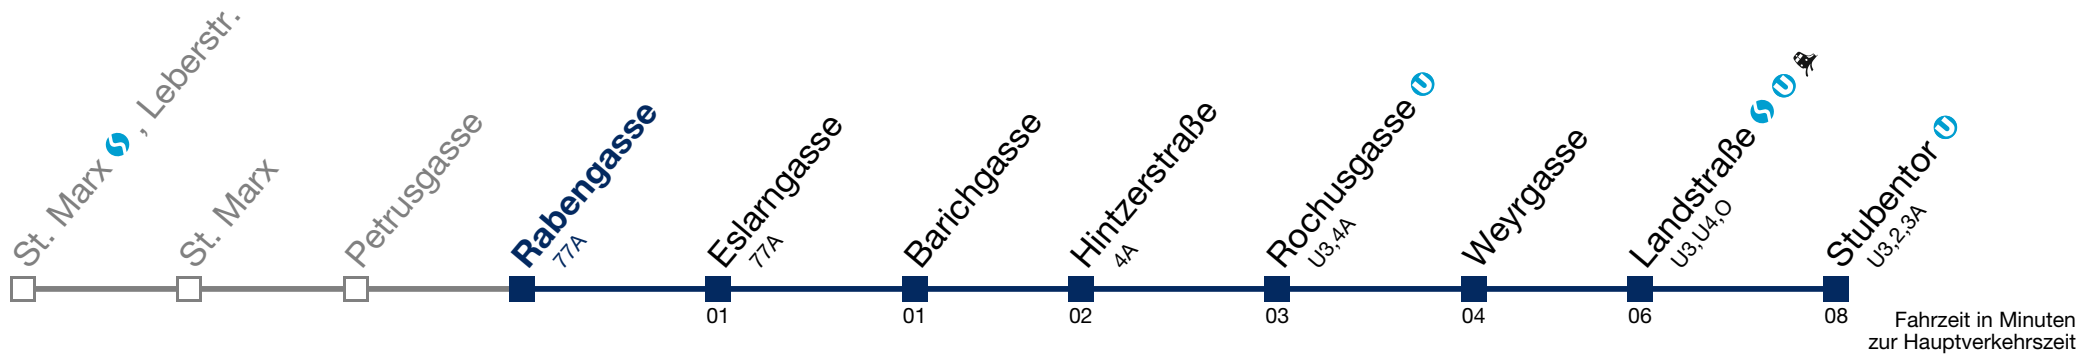 St. Marx S , Leberstr.
St. Marx
Petrusgasse
Rabengasse
77A
Eslarngasse
77A
Barichgasse
Hintzerstraße
4A
Rochusgasse U
U3,4A
Weyrgasse
Landstraße S U
U3,U4,O
Stubentor U
U3,2,3A
01
01
02
03
04
06
08
Fahrzeit in Minuten
zur Hauptverkehrszeit